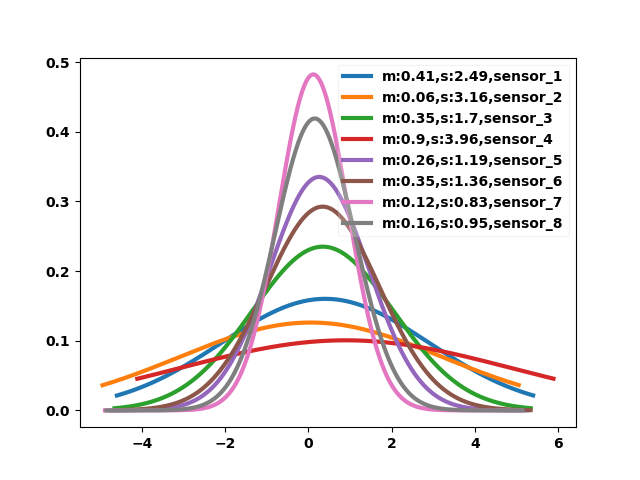 0.5
0.4
0.3
0.2
0.1
0.0
−4
−2
0
2
4
6
m:0.41,s:2.49,sensor_1
m:0.06,s:3.16,sensor_2
m:0.35,s:1.7,sensor_3
m:0.9,s:3.96,sensor_4
m:0.26,s:1.19,sensor_5
m:0.35,s:1.36,sensor_6
m:0.12,s:0.83,sensor_7
m:0.16,s:0.95,sensor_8